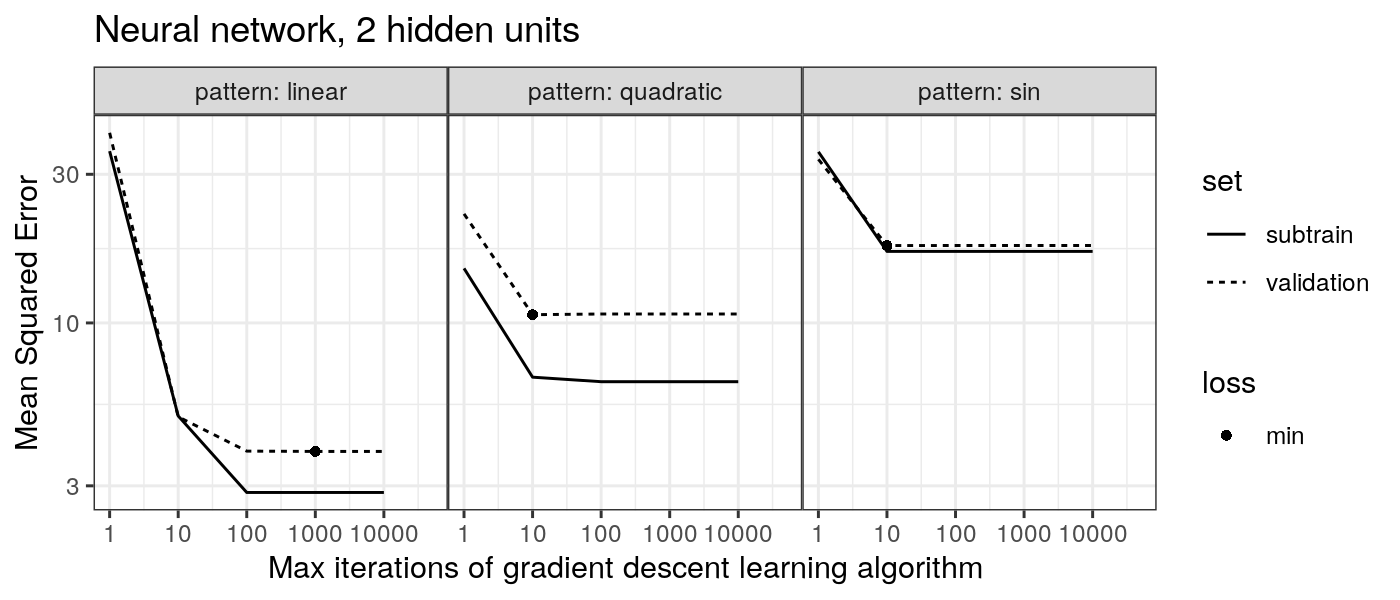 Neural network, 2 hidden units
pattern: linear
pattern: quadratic
pattern: sin
Mean Squared Error
30
10
3
1 10 100 1000 10000
1 10 100 1000 10000
1 10 100 1000 10000
Max iterations of gradient descent learning algorithm
set
subtrain
validation
loss
min